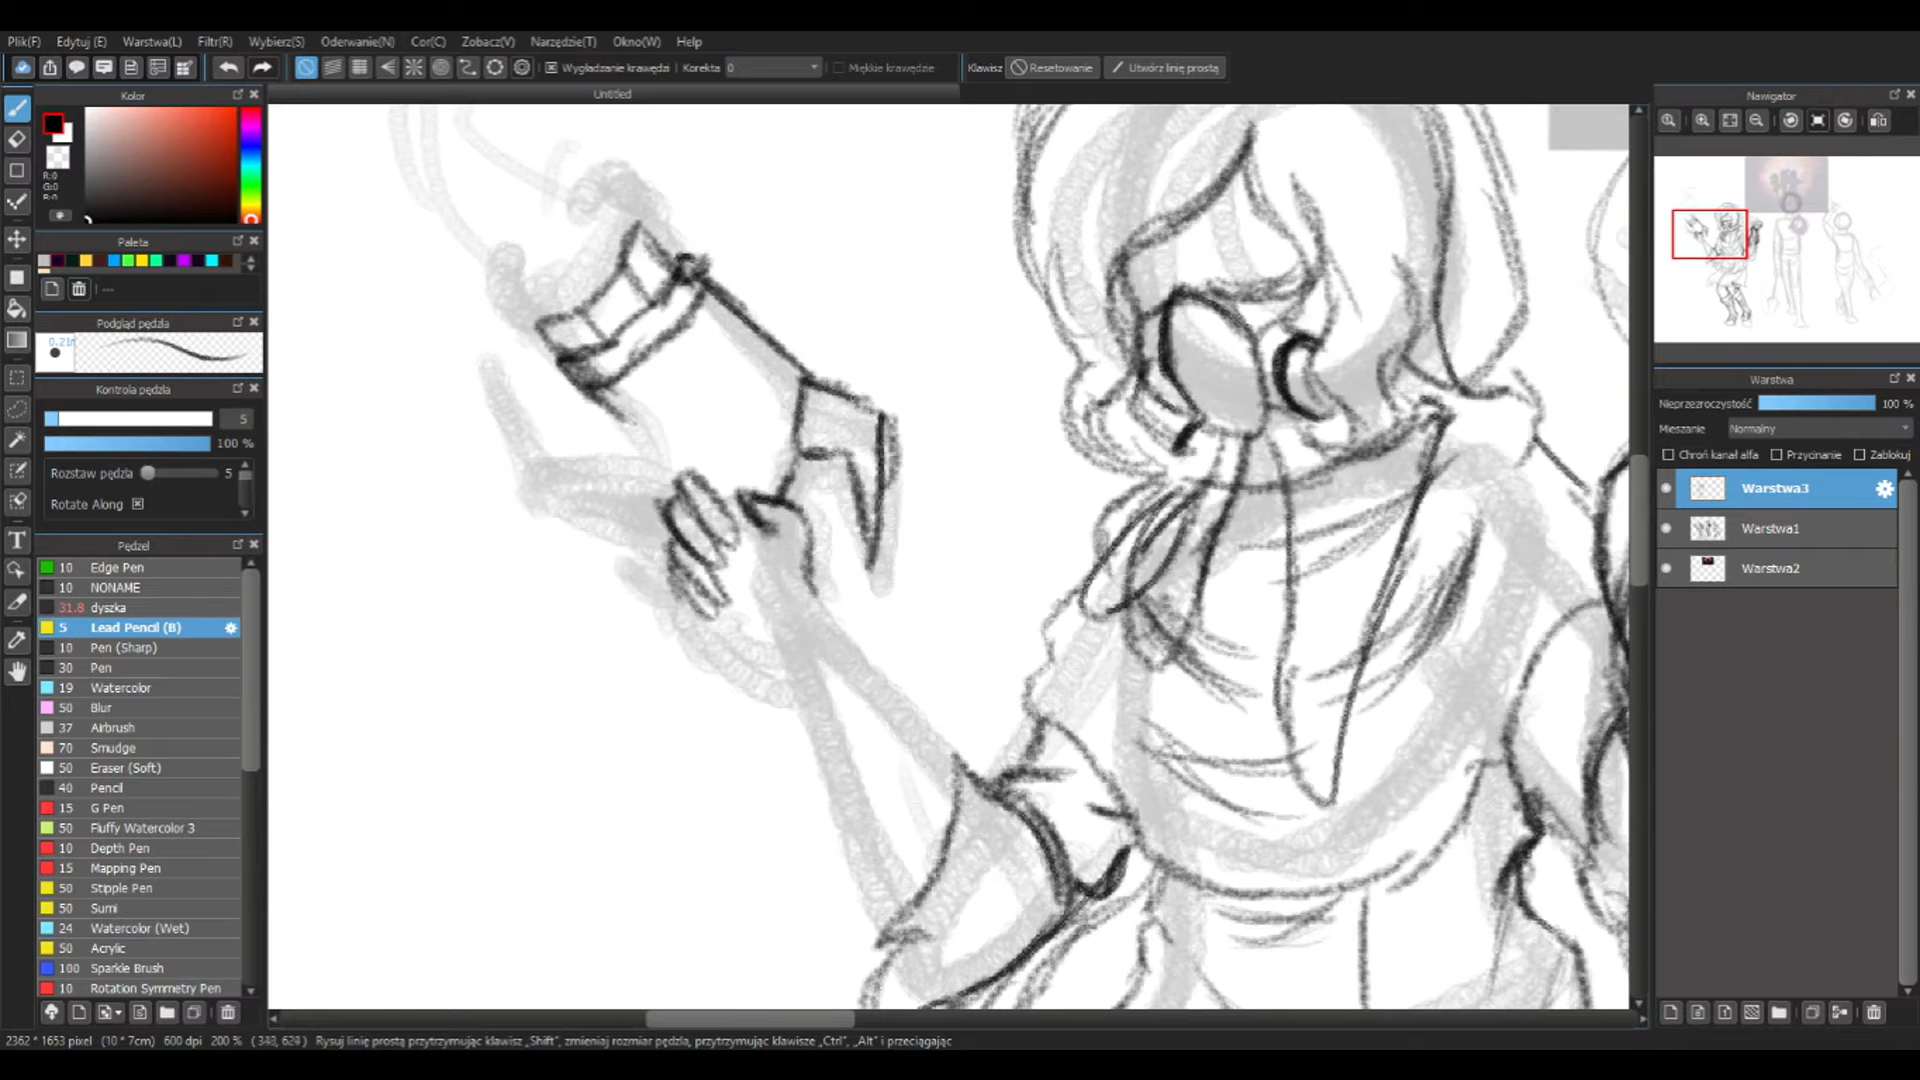 Plik(F) Edytuj (E) Warstwa(L) Filtr(R) Wybierz(S) Oderwanie(N) Cor(C) Zobacz(V) Narzędzie(T) Okno(W) Help
Wygładzanie krawędzi Korekta 0 Miękkie krawędzie Klawisz Resetowanie Utwórz linię prostą
Kolor
Untitled
Nawigator
R:0
G:0
Paleta
---
Podgląd pędzla
Kontrola pędzla
5
100 %
Rozstaw pędzla 5
Rotate Along
Pędzel
10 Edge Pen
10 NONAME
31.8 dyszka
5 Lead Pencil (B)
10 Pen (Sharp)
30 Pen
19 Watercolor
50 Blur
37 Airbrush
70 Smudge
50 Eraser (Soft)
40 Pencil
15 G Pen
50 Fluffy Watercolor 3
10 Depth Pen
15 Mapping Pen
50 Stipple Pen
50 Sumi
24 Watercolor (Wet)
50 Acrylic
100 Sparkle Brush
10 Rotation Symmetry Pen
Warstwa
Nieprzezroczystość 100 %
Mieszanie Normalny
Chroń kanał alfa Przycinanie Zablokuj
Warstwa3
Warstwa1
Warstwa2
2362 * 1653 pixel (10 * 7cm) 600 dpi 200 % ( 343, 629 ) Rysuj linię prostą przytrzymując klawisz „Shift", zmieniaj rozmiar pędzla, przytrzymując klawisze „Ctrl", „Alt" i przeciągając